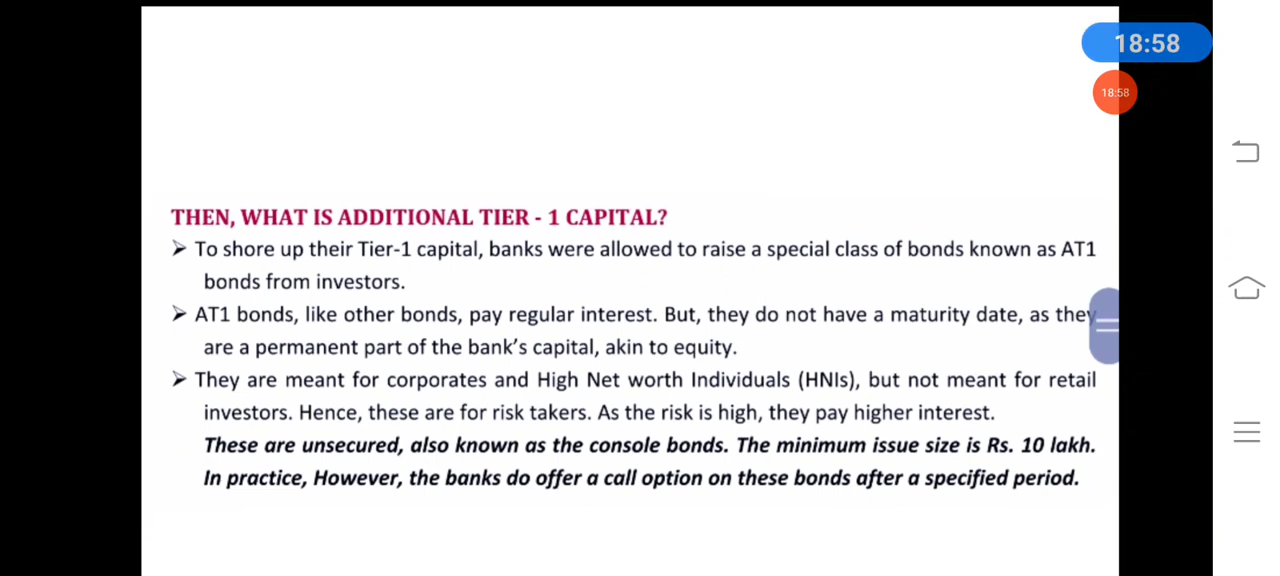 18:58
18:58
THEN, WHAT IS ADDITIONAL TIER - 1 CAPITAL?
➢ To shore up their Tier-1 capital, banks were allowed to raise a special class of bonds known as AT1
bonds from investors.
➢ AT1 bonds, like other bonds, pay regular interest. But, they do not have a maturity date, as they
are a permanent part of the bank's capital, akin to equity.
➢ They are meant for corporates and High Net worth Individuals (HNIs), but not meant for retail
investors. Hence, these are for risk takers. As the risk is high, they pay higher interest.
These are unsecured, also known as the console bonds. The minimum issue size is Rs. 10 lakh.
In practice, However, the banks do offer a call option on these bonds after a specified period.